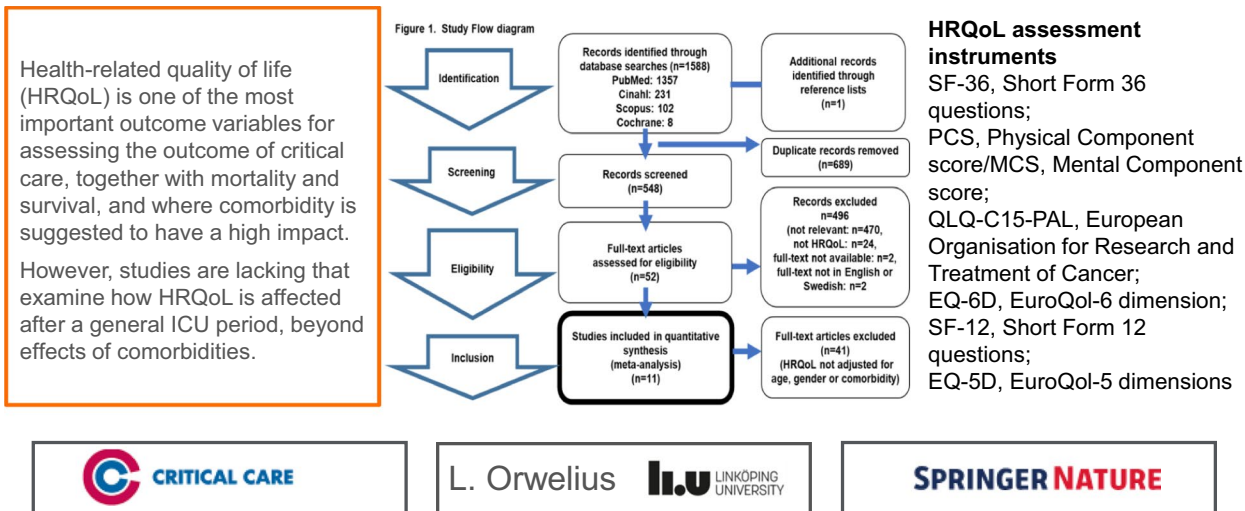 Health-related quality of life
(HRQoL) is one of the most
important outcome variables for
assessing the outcome of critical
care, together with mortality and
survival, and where comorbidity is
suggested to have a high impact.
However, studies are lacking that
examine how HRQoL is affected
after a general ICU period, beyond
effects of comorbidities.
Figure 1. Study Flow diagram
Identification
Records identified through
database searches (n=1588)
PubMed: 1357
Cinahl: 231
Scopus: 102
Cochrane: 8
Additional records
identified through
reference lists
(n=1)
Duplicate records removed
(n=689)
Screening
Records screened
(n=548)
Records excluded
n=496
(not relevant: n=470,
not HRQoL: n=24,
full-text not available: n=2,
full-text not in English or
Swedish: n=2)
Eligibility
Full-text articles
assessed for eligibility
(n=52)
Inclusion
Studies included in quantitative
synthesis
(meta-analysis)
(n=11)
Full-text articles excluded
(n=41)
(HRQoL not adjusted for
age, gender or comorbidity)
HRQoL assessment
instruments
SF-36, Short Form 36
questions;
PCS, Physical Component
score/MCS, Mental Component
score;
QLQ-C15-PAL, European
Organisation for Research and
Treatment of Cancer;
EQ-6D, EuroQol-6 dimension;
SF-12, Short Form 12
questions;
EQ-5D, EuroQol-5 dimensions
CRITICAL CARE
L. Orwelius
li.u LINKÖPING
UNIVERSITY
SPRINGER NATURE